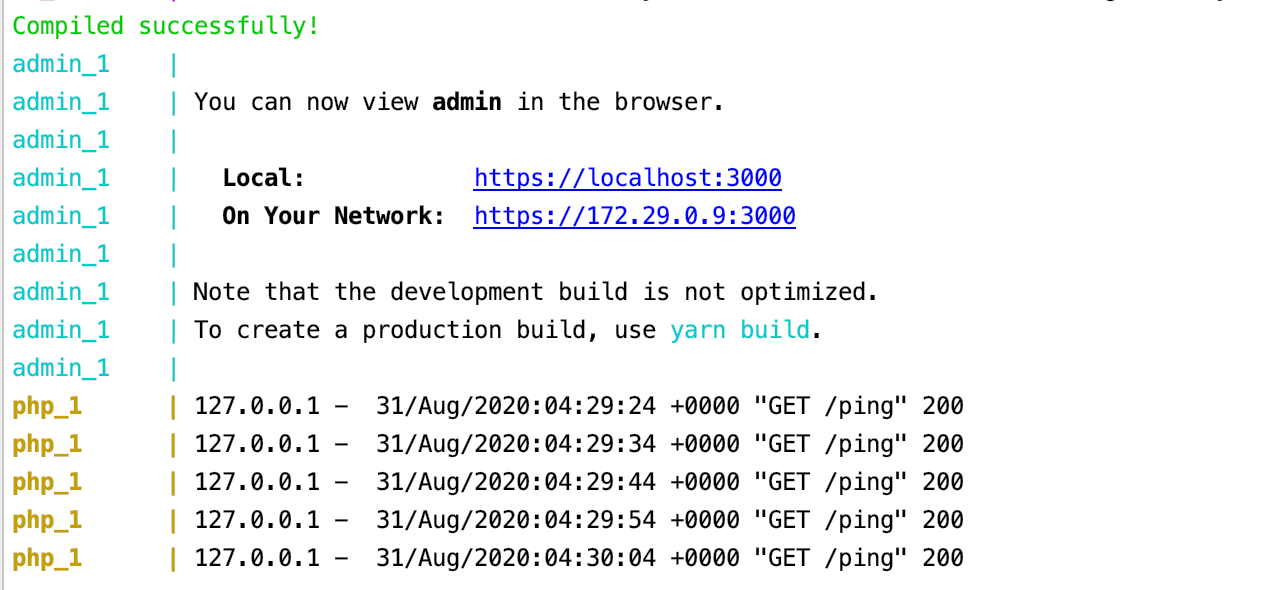 Compiled successfully!
admin_1 |
admin_1 | You can now view admin in the browser.
admin_1 |
admin_1 | Local: https://localhost:3000
admin_1 | On Your Network: https://172.29.0.9:3000
admin_1 |
admin_1 | Note that the development build is not optimized.
admin_1 | To create a production build, use yarn build.
admin_1 |
php_1 | 127.0.0.1 - 31/Aug/2020:04:29:24 +0000 "GET /ping" 200
php_1 | 127.0.0.1 - 31/Aug/2020:04:29:34 +0000 "GET /ping" 200
php_1 | 127.0.0.1 - 31/Aug/2020:04:29:44 +0000 "GET /ping" 200
php_1 | 127.0.0.1 - 31/Aug/2020:04:29:54 +0000 "GET /ping" 200
php_1 | 127.0.0.1 - 31/Aug/2020:04:30:04 +0000 "GET /ping" 200